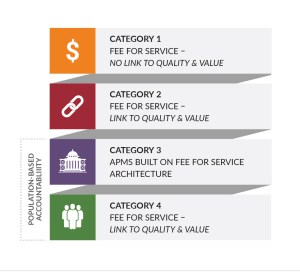 $
CATEGORY 1
FEE FOR SERVICE –
NO LINK TO QUALITY & VALUE
CATEGORY 2
FEE FOR SERVICE –
LINK TO QUALITY & VALUE
POPULATION-BASED
ACCOUNTABILITY
CATEGORY 3
APMS BUILT ON FEE FOR SERVICE
ARCHITECTURE
CATEGORY 4
FEE FOR SERVICE –
LINK TO QUALITY & VALUE